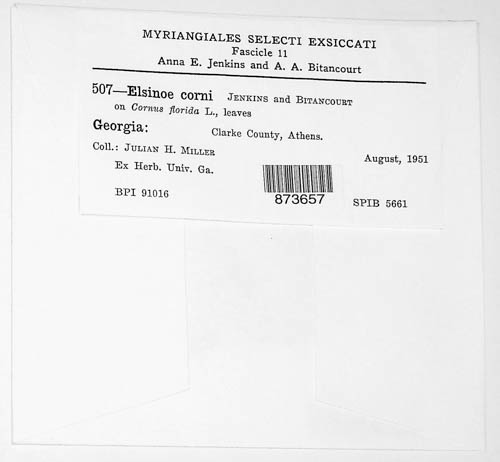 MYRIANGIALES SELECTI EXSICCATI
Fascicle 11
Anna E. Jenkins and A. A. Bitancourt
507—Elsinoe corni JENKINS and BITANCOURT
on Cornus florida L., leaves
Georgia: Clarke County, Athens.
Coll.: JULIAN H. MILLER August, 1951
Ex Herb. Univ. Ga.
BPI 91016 873657 SPIB 5661